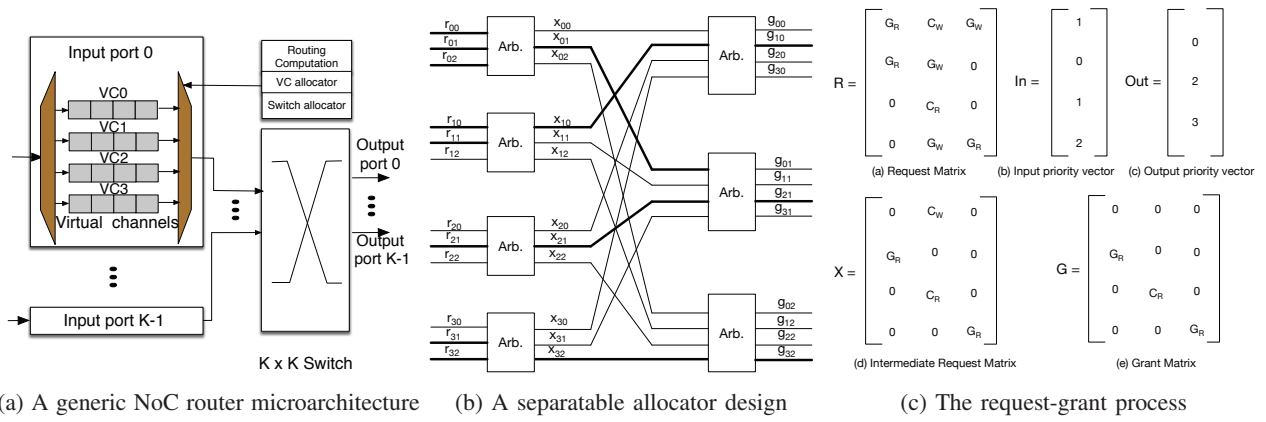 Input port 0
VC0
VC1
VC2
VC3
Virtual channels
Input port K-1
Routing
Computation
VC allocator
Switch allocator
Output
port 0
Output
port K-1
K x K Switch
(a) A generic NoC router microarchitecture
r00
r01
r02
Arb.
x00
x01
x02
r10
r11
r12
Arb.
x10
x11
x12
r20
r21
r22
Arb.
x20
x21
x22
r30
r31
r32
Arb.
x30
x31
x32
Arb.
g00
g10
g20
g30
Arb.
g01
g11
g21
g31
Arb.
g02
g12
g22
g32
(b) A separatable allocator design
R =
GR CW GW
GR GW 0
0 CR 0
0 GW GR
(a) Request Matrix
In =
1
0
1
2
(b) Input priority vector
Out =
0
2
3
(c) Output priority vector
X =
0 CW 0
GR 0 0
0 CR 0
0 0 GR
(d) Intermediate Request Matrix
G =
0 0 0
GR 0 0
0 CR 0
0 0 GR
(e) Grant Matrix
(c) The request-grant process